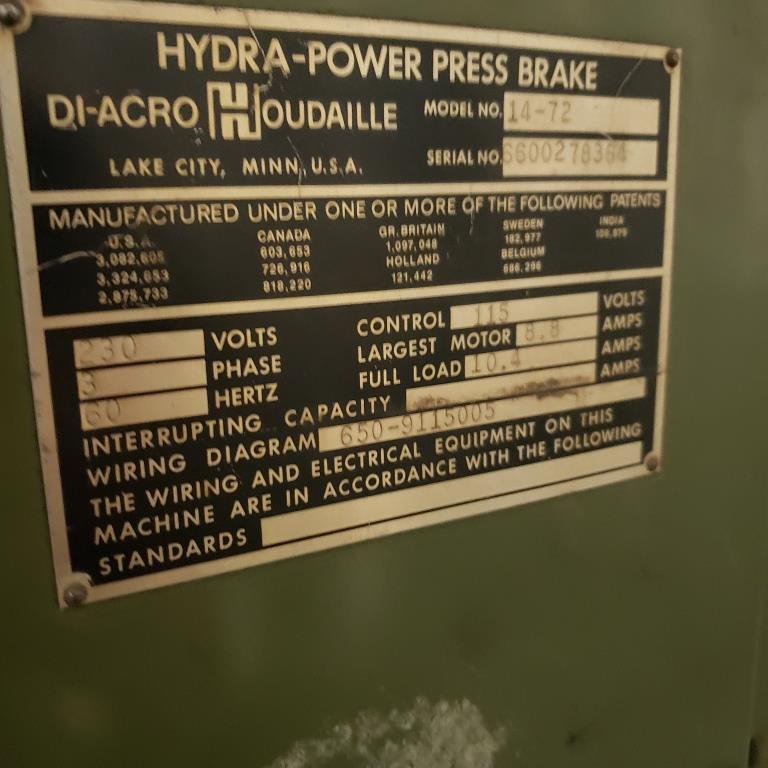 HYDRA-POWER PRESS BRAKE
DI-ACRO HOUDAILLE
LAKE CITY, MINN, U.S.A.
MODEL NO. 14-72
SERIAL NO. 6600278364
MANUFACTURED UNDER ONE OR MORE OF THE FOLLOWING PATENTS
U.S.A. CANADA GR.BRITAIN SWEDEN INDIA
603,653 1,097,048 182,977
3,324,653 726,916 HOLLAND BELGIUM
2,875,733 818,220 121,442 666,296
230 VOLTS CONTROL 115 VOLTS
3 PHASE LARGEST MOTOR 8.8 AMPS
60 HERTZ FULL LOAD 10.4 AMPS
INTERRUPTING CAPACITY AMPS
WIRING DIAGRAM 650-9115005
THE WIRING AND ELECTRICAL EQUIPMENT ON THIS
MACHINE ARE IN ACCORDANCE WITH THE FOLLOWING
STANDARDS